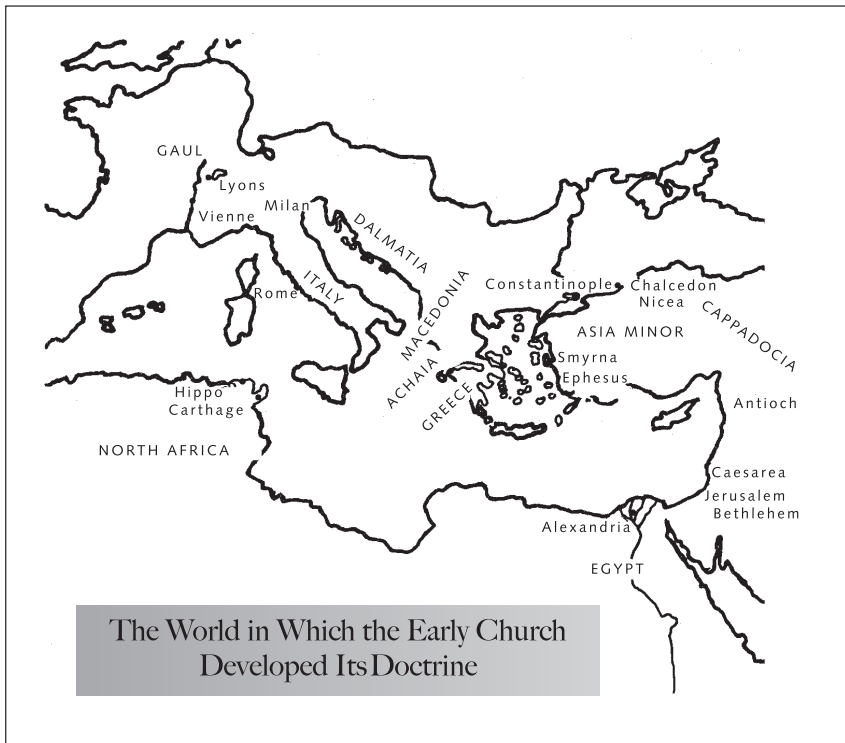 GAUL
Lyons
Vienne
Milan
DALMATIA
ITALY
Rome
MACEDONIA
Constantinople
Chalcedon
Nicea
CAPPADOCIA
ASIA MINOR
Smyrna
Ephesus
ACHAIA
GREECE
Hippo
Carthage
NORTH AFRICA
Antioch
Caesarea
Jerusalem
Bethlehem
Alexandria
EGYPT
The World in Which the Early Church
Developed Its Doctrine